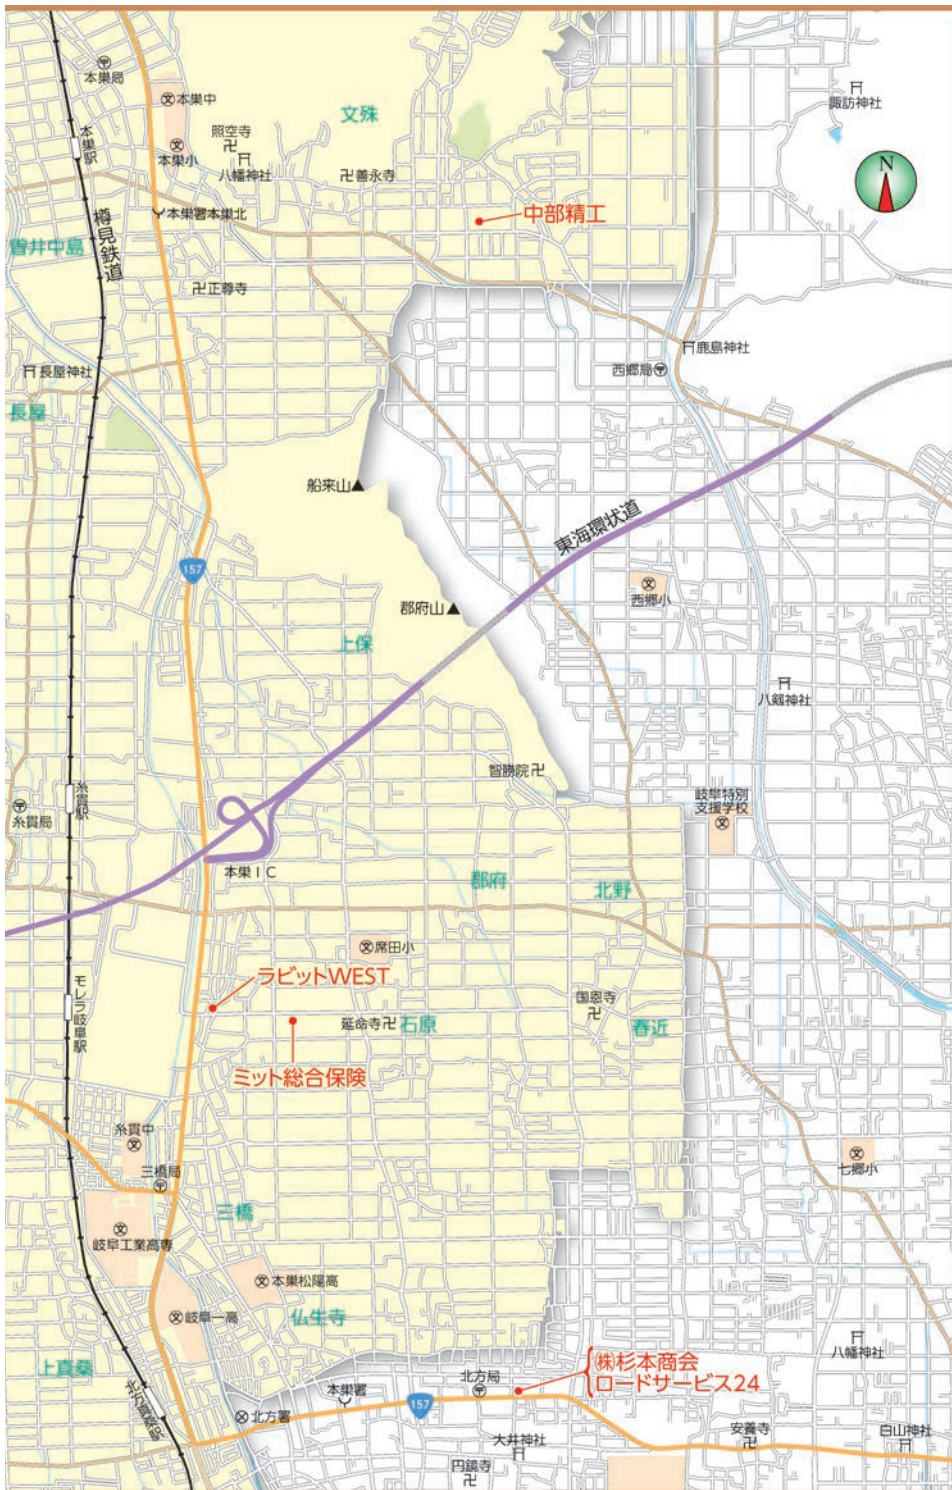 本巣局
本巣中
文殊
諏訪神社
照空寺
本巣小
八幡神社
善永寺
本巣駅
N
中部精工
本巣署本巣北
樽見鉄道
曽井中島
正尊寺
鹿島神社
西郷局
長屋神社
長屋
船来山
東海環状道
157
西郷小
郡府山
上保
八剱神社
智勝院
岐阜特別
支援学校
糸貫駅
糸貫局
本巣IC
郡府
北野
席田小
ラビットWEST
国恩寺
モレラ岐阜駅
延命寺
石原
春近
ミット総合保険
糸貫中
七郷小
三橋局
三橋
岐阜工業高専
本巣松陽高
岐阜一高
仏生寺
八幡神社
上真桑
㈱杉本商会
ロードサービス24
北方局
本巣署
北方真桑駅
157
北方署
大井神社
安養寺
白山神社
円鏡寺